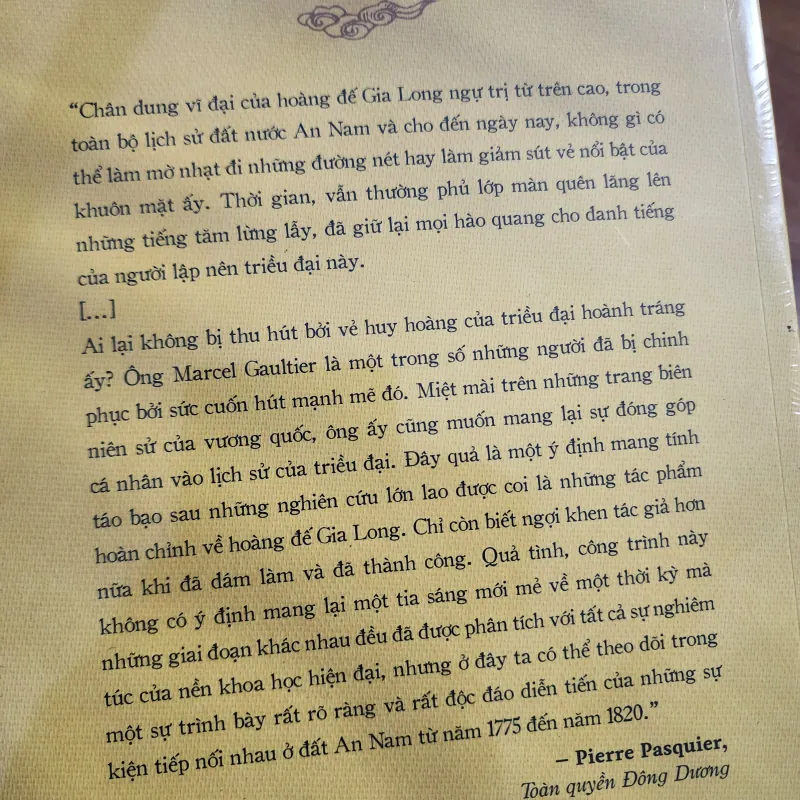 “Chân dung vĩ đại của hoàng đế Gia Long ngự trị từ trên cao, trong
toàn bộ lịch sử đất nước An Nam và cho đến ngày nay, không gì có
thể làm mờ nhạt đi những đường nét hay làm giảm sút vẻ nổi bật của
khuôn mặt ấy. Thời gian, vẫn thường phủ lớp màn quên lãng lên
những tiếng tăm lừng lẫy, đã giữ lại mọi hào quang cho danh tiếng
của người lập nên triều đại này.
[...]
Ai lại không bị thu hút bởi vẻ huy hoàng của triều đại hoành tráng
ấy? Ông Marcel Gaultier là một trong số những người đã bị chinh
phục bởi sức cuốn hút mạnh mẽ đó. Miệt mài trên những trang biên
niên sử của vương quốc, ông ấy cũng muốn mang lại sự đóng góp
cá nhân vào lịch sử của triều đại. Đây quả là một ý định mang tính
táo bạo sau những nghiên cứu lớn lao được coi là những tác phẩm
hoàn chỉnh về hoàng đế Gia Long. Chỉ còn biết ngợi khen tác giả hơn
nữa khi đã dám làm và đã thành công. Quả tình, công trình này
không có ý định mang lại một tia sáng mới mẻ về một thời kỳ mà
những giai đoạn khác nhau đều đã được phân tích với tất cả sự nghiêm
túc cửa nền khoa học hiện đại, nhưng ở đây ta có thể theo dõi trong
một sự trình bày rất rõ ràng và rất độc đáo diễn tiến của những sự
kiện tiếp nối nhau ở đất An Nam từ năm 1775 đến năm 1820.”
– Pierre Pasquier,
Toàn quyền Đông Dương